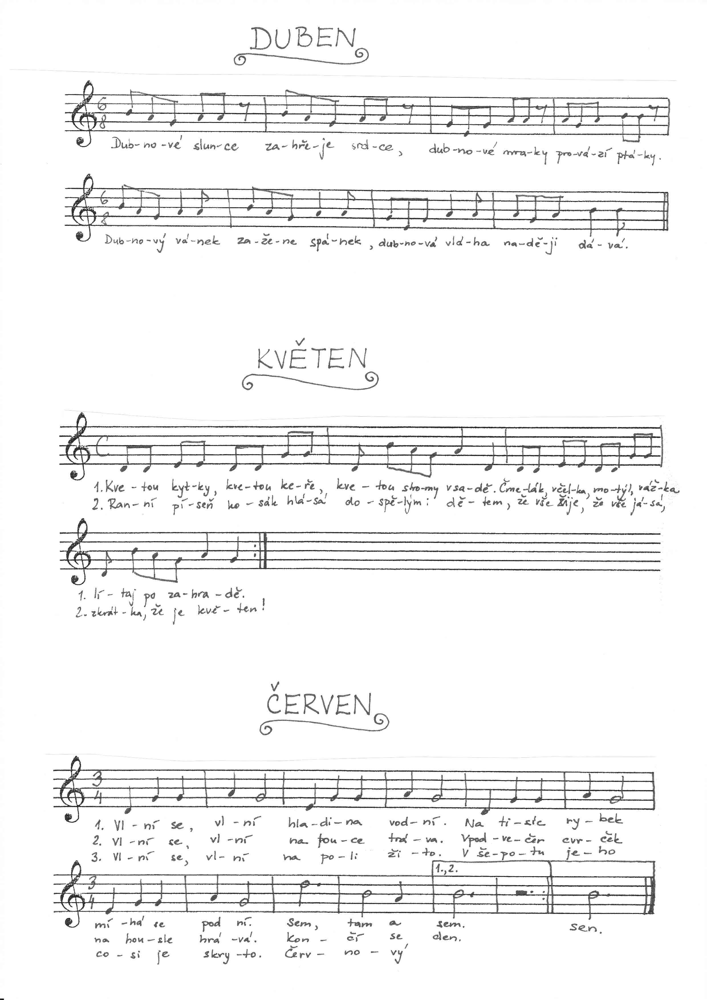 DUBEN
6
8
Dub-no-vé slun-ce za-hře-je srd-ce, dub-no-vé mra-ky pro-vá-zí ptá-ky.
6
8
Dub-no-vý vá-nek za-že-ne spá-nek, dub-no-vá vlá-ha na-dě-ji dá-vá.
KVĚTEN
C
1. Kve-tou kyt-ky, kve-tou ke-ře, kve-tou stro-my v sa-dě. Čme-lák, včel-ka, mo-týl, váž-ka
2. Ran-ní pí-seň ko-sák hlá-sá do-spě-lým i dě-tem, že vše žije, že vše já-sá,
1. lí-taj po za-hra-dě.
2. zkrát-ka, že je kvě-ten!
ČERVEN
3
4
1. Vl-ní se, vl-ní hla-di-na vod-ní. Na ti-síc ry-bek
2. Vl-ní se, vl-ní na lou-ce trá-va. Vpod-ve-čer cvr-ček
3. Vl-ní se, vl-ní na po-li ži-to. V še-po-tu je-ho
1., 2.
3
4
mí-há se pod ní. Sem, tam a sem. sen.
na hou-sle hrá-vá. Kon-čí se den.
co-si je skry-to. Červ-no-vý